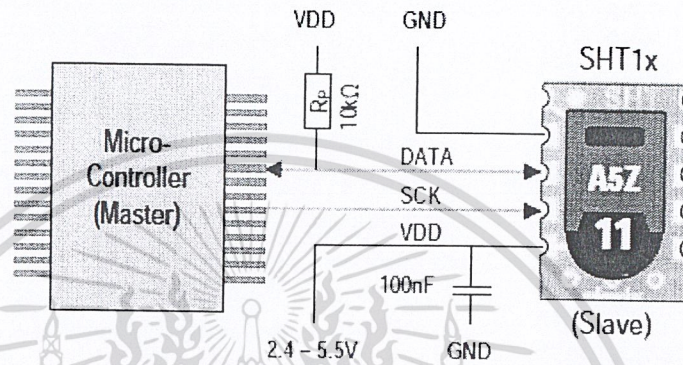 VDD
GND
SHT1x
RP
10kΩ
Micro-
Controller
(Master)
DATA
SCK
VDD
A5Z
11
100nF
(Slave)
2.4 – 5.5V
GND